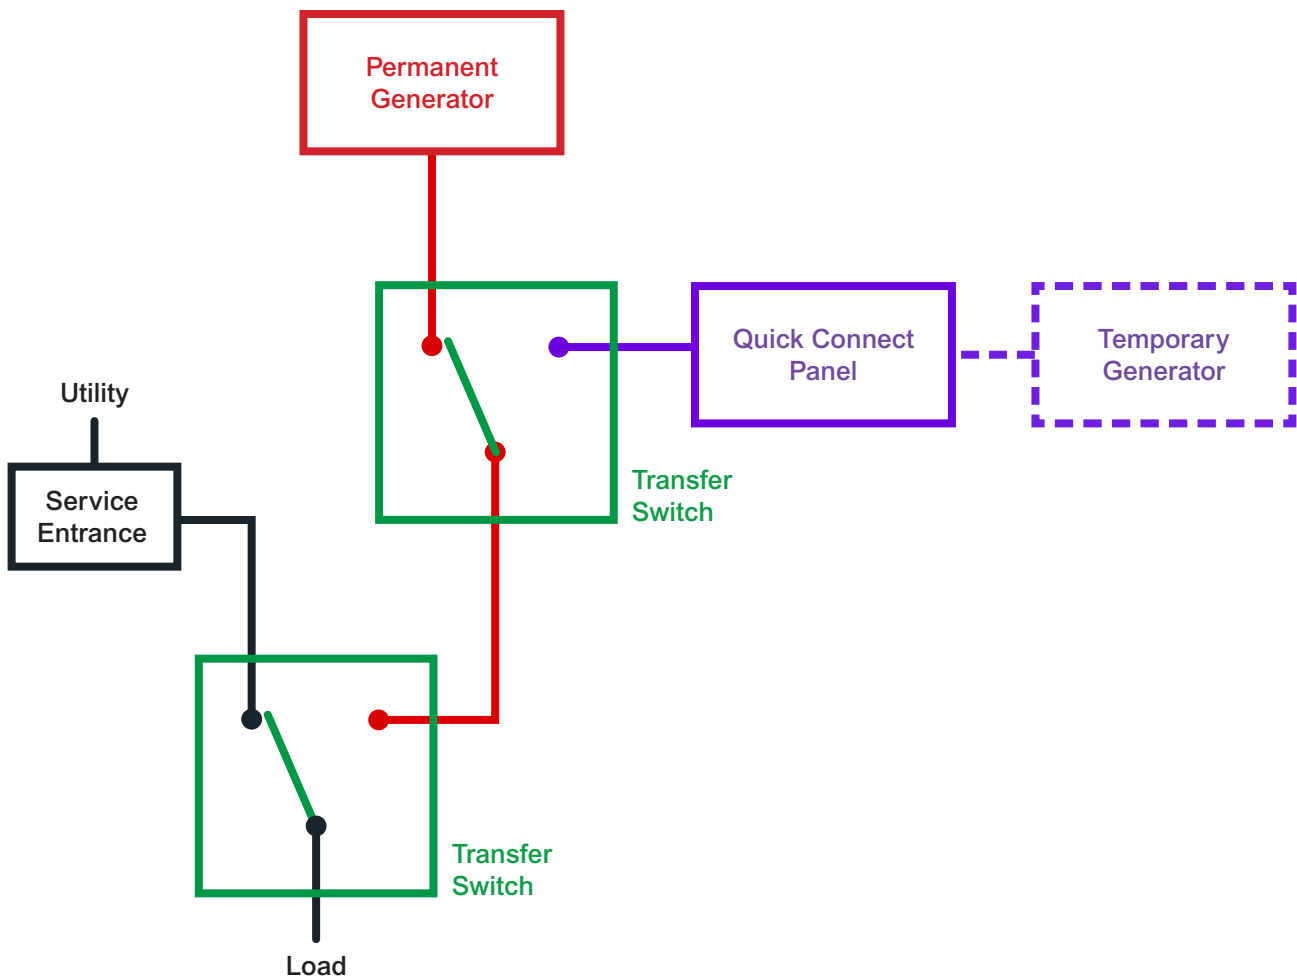 Permanent
Generator
Quick Connect
Panel
Temporary
Generator
Utility
Transfer
Switch
Service
Entrance
Transfer
Switch
Load